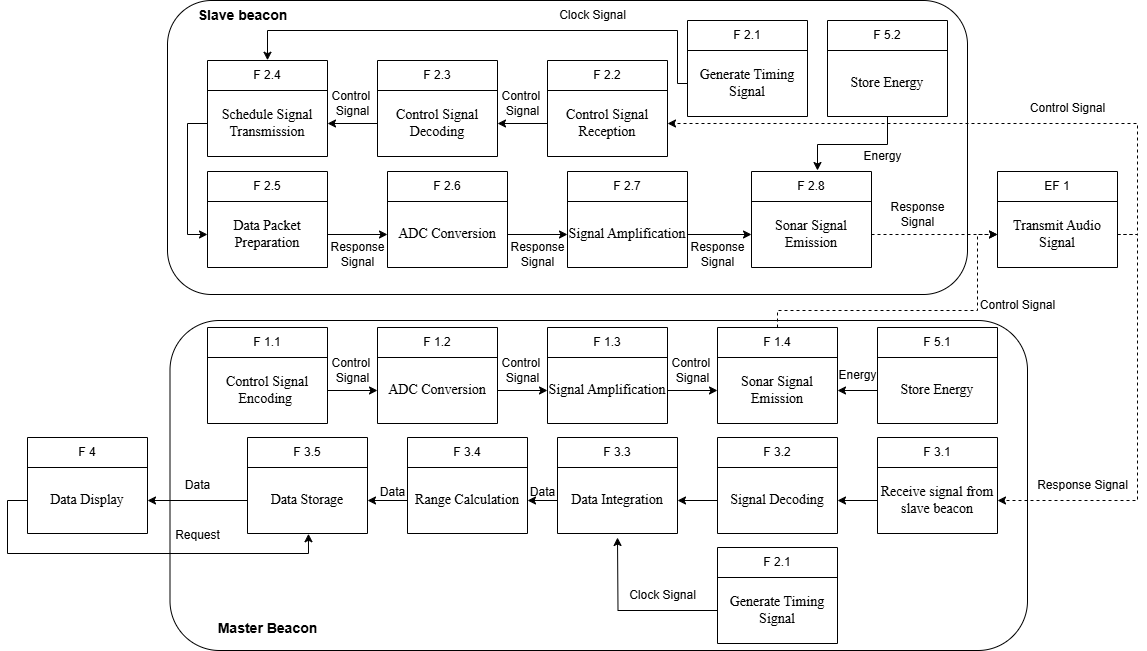 Slave beacon
Clock Signal
F 2.1
Generate Timing
Signal
F 5.2
Store Energy
F 2.4
Schedule Signal
Transmission
Control
Signal
F 2.3
Control Signal
Decoding
Control
Signal
F 2.2
Control Signal
Reception
Control Signal
Energy
F 2.5
Data Packet
Preparation
Response
Signal
F 2.6
ADC Conversion
Response
Signal
F 2.7
Signal Amplification
Response
Signal
F 2.8
Sonar Signal
Emission
Response
Signal
EF 1
Transmit Audio
Signal
Control Signal
F 1.1
Control Signal
Encoding
Control
Signal
F 1.2
ADC Conversion
Control
Signal
F 1.3
Signal Amplification
Control
Signal
F 1.4
Sonar Signal
Emission
Energy
F 5.1
Store Energy
F 4
Data Display
Data
Request
F 3.5
Data Storage
Data
F 3.4
Range Calculation
Data
F 3.3
Data Integration
F 3.2
Signal Decoding
F 3.1
Receive signal from
slave beacon
Response Signal
Clock Signal
F 2.1
Generate Timing
Signal
Master Beacon